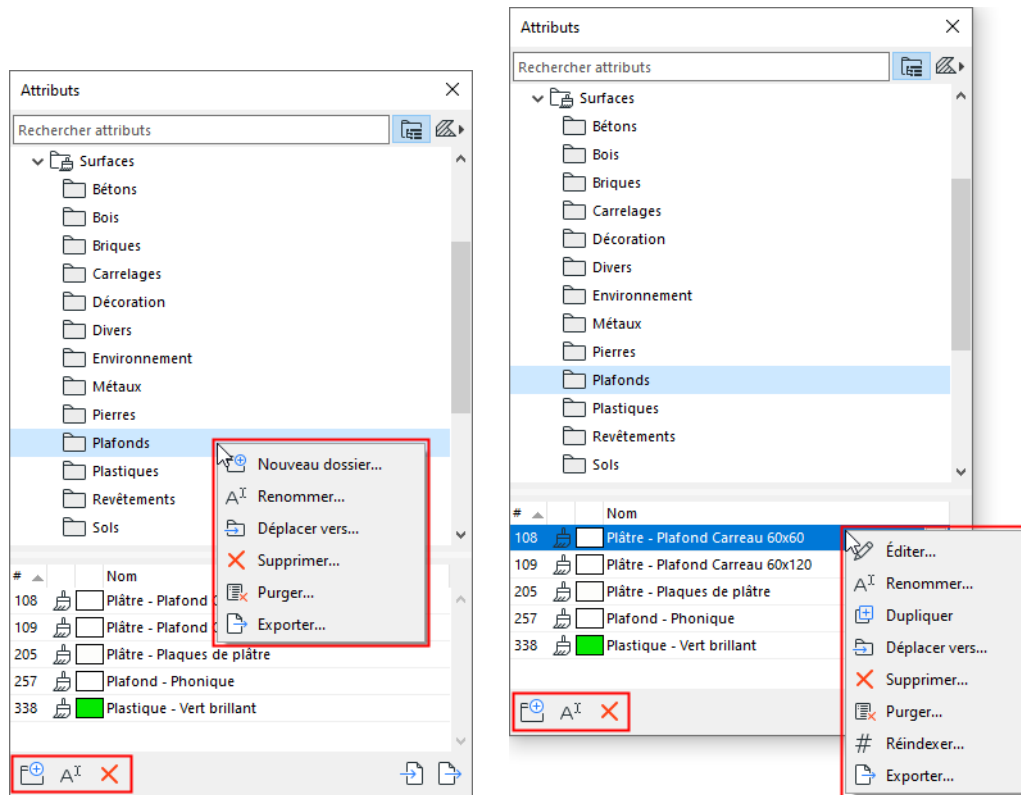 Attributs
Rechercher attributs
Surfaces
Bétons
Bois
Briques
Carrelages
Décoration
Divers
Environnement
Métaux
Pierres
Plafonds
Plastiques
Revêtements
Sols
Nouveau dossier...
Renommer...
Déplacer vers...
Supprimer...
Purger...
Exporter...
# Nom
108 Plâtre - Plafond
109 Plâtre - Plafond
205 Plâtre - Plaques de plâtre
257 Plafond - Phonique
338 Plastique - Vert brillant
Attributs
Rechercher attributs
Surfaces
Bétons
Bois
Briques
Carrelages
Décoration
Divers
Environnement
Métaux
Pierres
Plafonds
Plastiques
Revêtements
Sols
# Nom
108 Plâtre - Plafond Carreau 60x60
109 Plâtre - Plafond Carreau 60x120
205 Plâtre - Plaques de plâtre
257 Plafond - Phonique
338 Plastique - Vert brillant
Éditer...
Renommer...
Dupliquer
Déplacer vers...
Supprimer...
Purger...
# Réindexer...
Exporter...